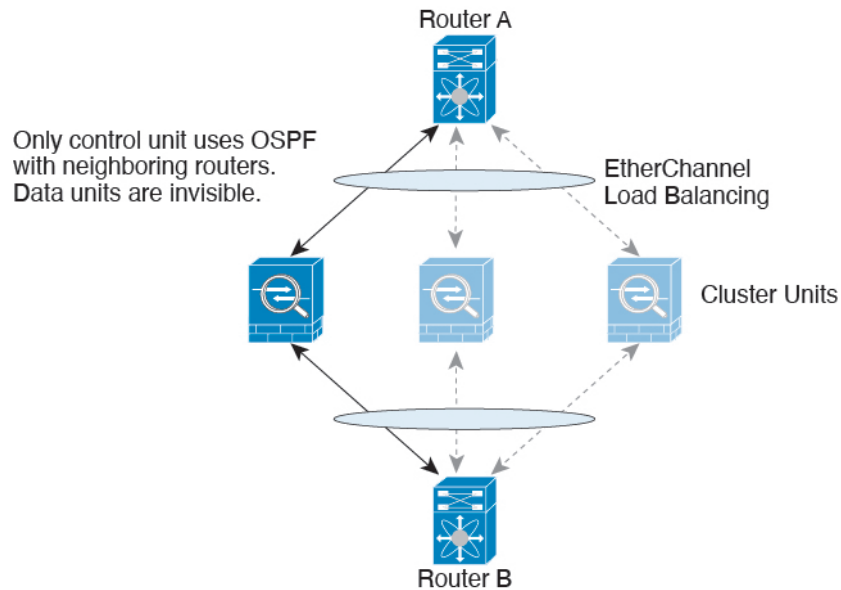 Router A
Only control unit uses OSPF
with neighboring routers.
Data units are invisible.
EtherChannel
Load Balancing
Cluster Units
Router B